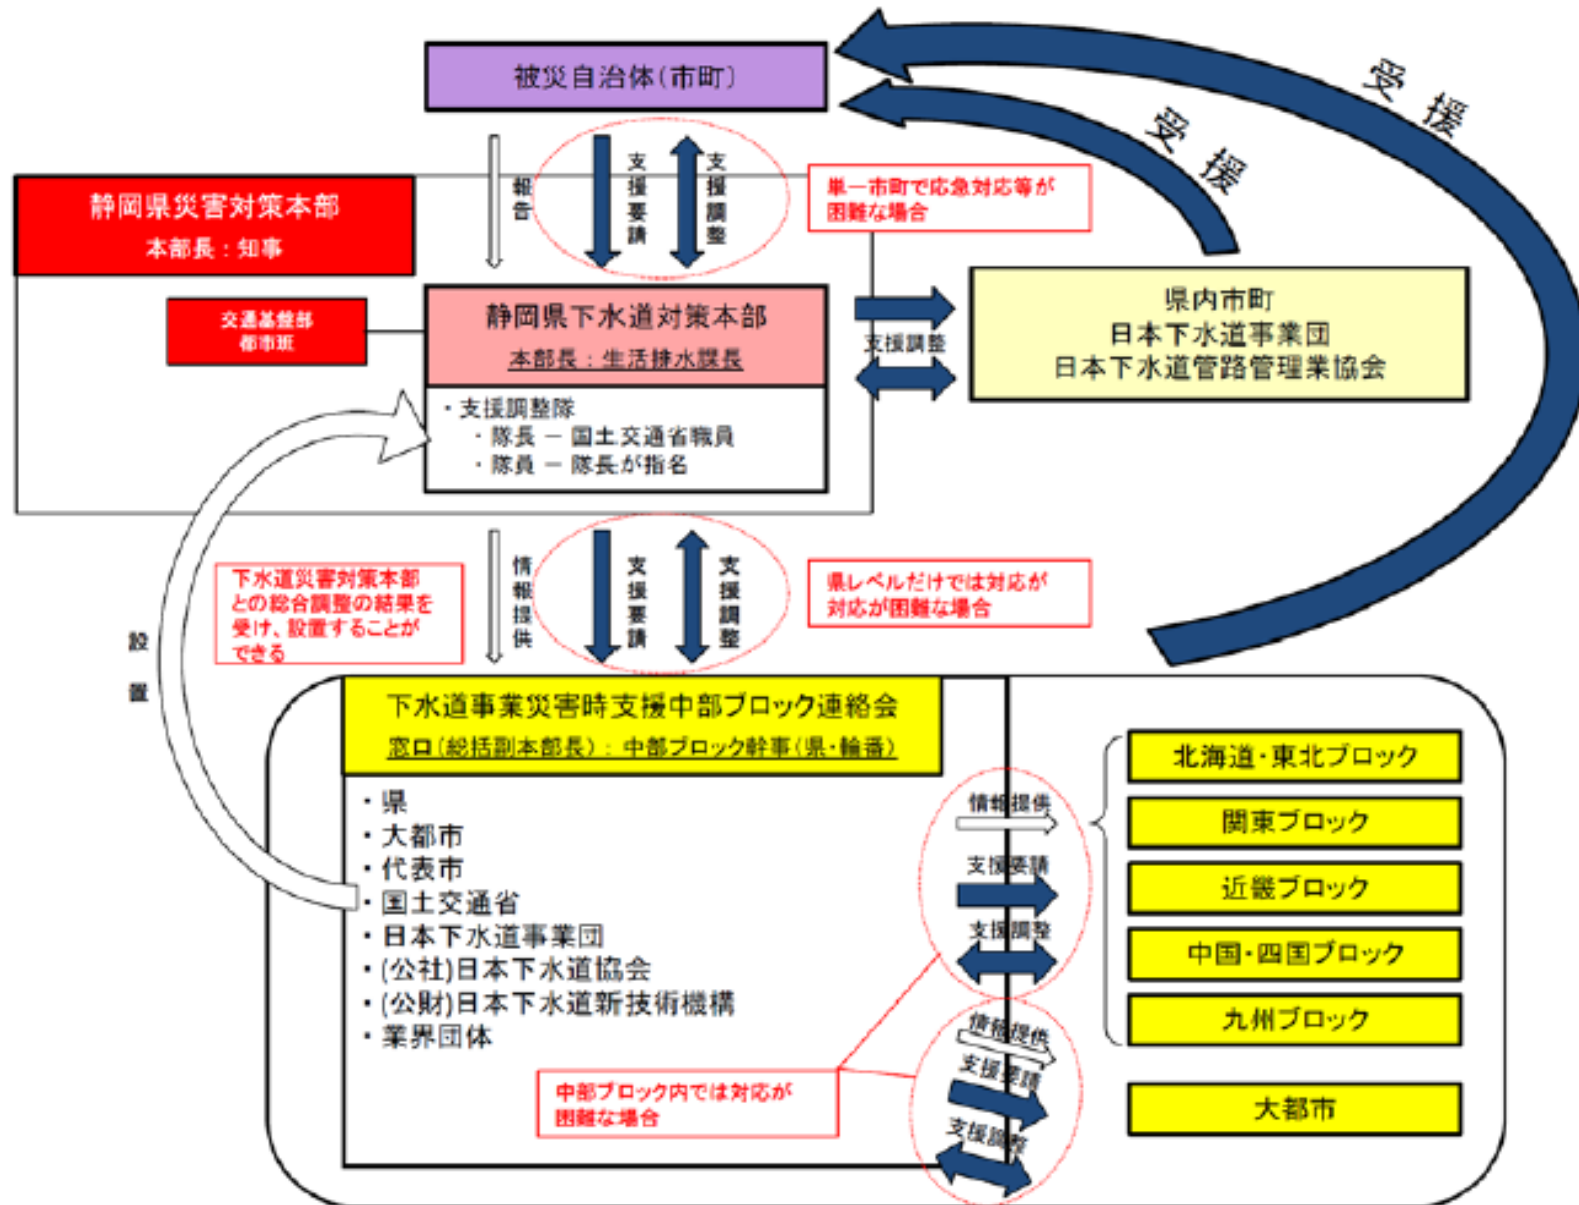 被災自治体(市町)
受援
受援
報告
支援要請
支援調整
単一市町で応急対応等が
困難な場合
静岡県災害対策本部
本部長：知事
交通基盤部
都市班
静岡県下水道対策本部
本部長：生活排水課長
・支援調整隊
・隊長 － 国土交通省職員
・隊員 － 隊長が指名
支援調整
県内市町
日本下水道事業団
日本下水道管路管理業協会
設置
下水道災害対策本部
との総合調整の結果を
受け、設置することが
できる
情報提供
支援要請
支援調整
県レベルだけでは対応が
対応が困難な場合
下水道事業災害時支援中部ブロック連絡会
窓口(総括副本部長)：中部ブロック幹事(県・輪番)
・県
・大都市
・代表市
・国土交通省
・日本下水道事業団
・(公社)日本下水道協会
・(公財)日本下水道新技術機構
・業界団体
情報提供
支援要請
支援調整
情報提供
支援要請
支援調整
中部ブロック内では対応が
困難な場合
北海道・東北ブロック
関東ブロック
近畿ブロック
中国・四国ブロック
九州ブロック
大都市